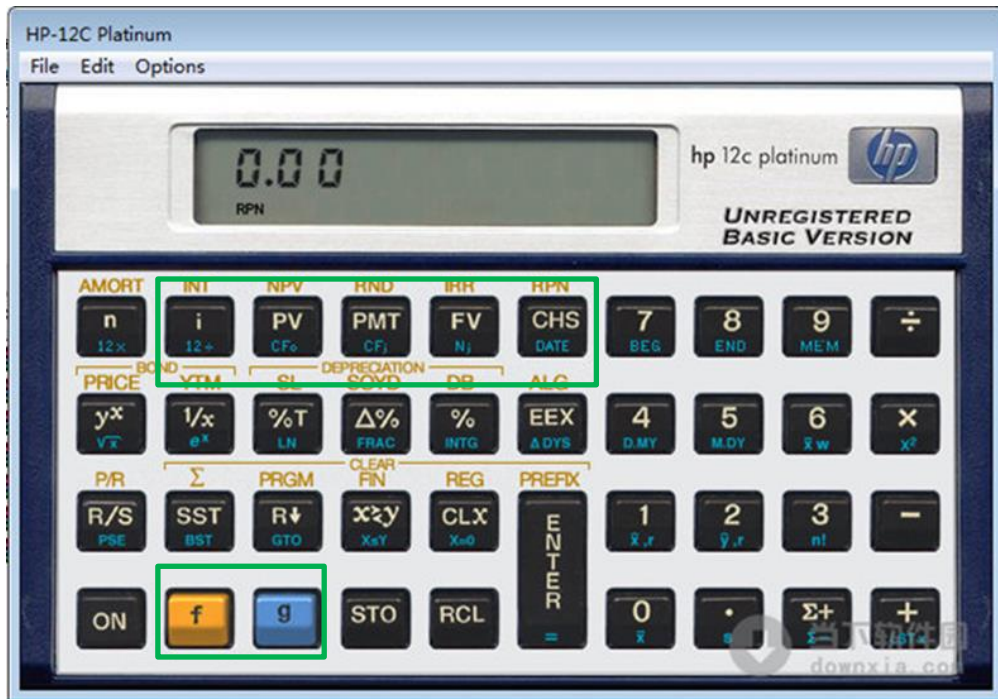 HP-12C Platinum
File Edit Options
0.00
RPN
hp 12c platinum
hp
UNREGISTERED
BASIC VERSION
AMORT INT NPV RND IRR RPN
n i PV PMT FV CHS 7 8 9 ÷
12× 12÷ CFo CFj Nj DATE BEG END MEM
BOND DEPRECIATION
PRICE YTM SL SOYD DB ALG
yˣ 1/x %T Δ% % EEX 4 5 6 ×
√x eˣ LN FRAC INTG ΔDYS D.MY M.DY x̄w x²
CLEAR
P/R Σ PRGM FIN REG PREFIX
R/S SST R↓ x≷y CLX ENTER 1 2 3 −
PSE BST GTO X≤Y X=0 = x̂,r ŷ,r n!
ON f g STO RCL 0 · Σ+ +
x̄ s Σ-
当下软件园
downxia.com